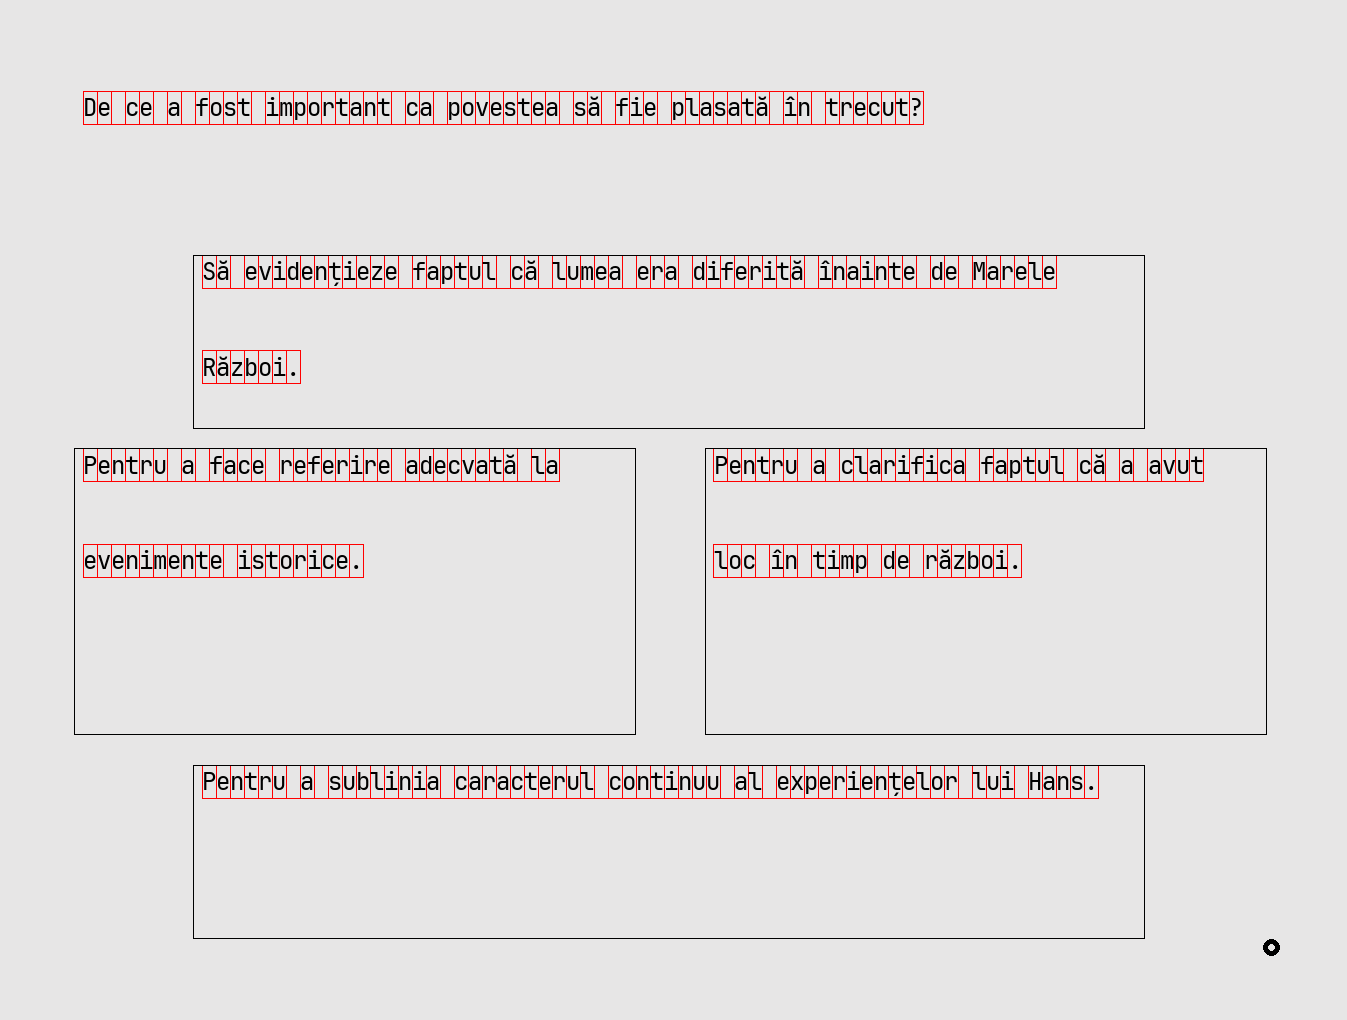 De ce a fost important ca povestea să fie plasată în trecut?
Să evidențieze faptul că lumea era diferită înainte de Marele
Război.
Pentru a face referire adecvată la
evenimente istorice.
Pentru a clarifica faptul că a avut
loc în timp de război.
Pentru a sublinia caracterul continuu al experiențelor lui Hans.